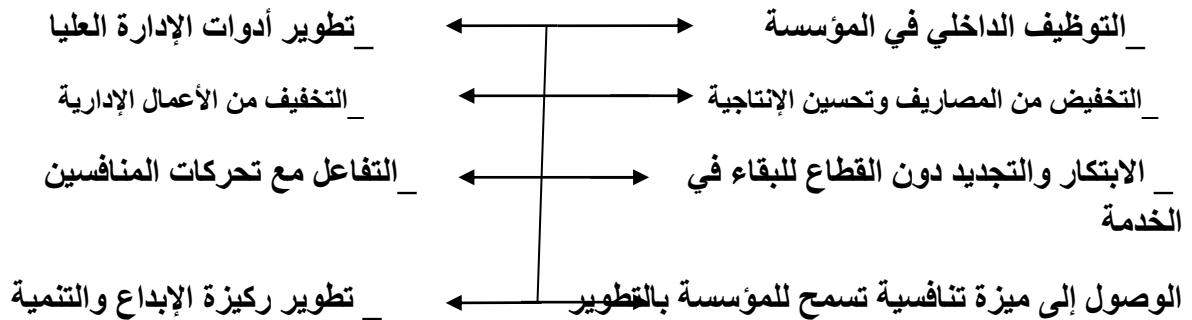 _التوظيف الداخلي في المؤسسة
_تطوير أدوات الإدارة العليا
_التخفيض من المصاريف وتحسين الإنتاجية
_التخفيف من الأعمال الإدارية
_ الابتكار والتجديد دون القطاع للبقاء في
الخدمة
_التفاعل مع تحركات المنافسين
الوصول إلى ميزة تنافسية تسمح للمؤسسة بالتطوير
_ تطوير ركيزة الإبداع والتنمية